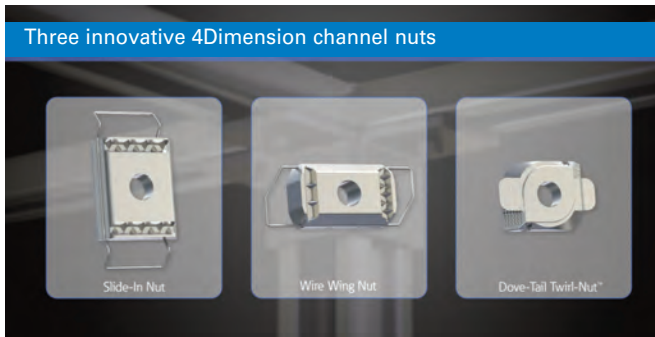 Three innovative 4Dimension channel nuts
Slide-In Nut
Wire Wing Nut
Dove-Tail Twirl-Nut™